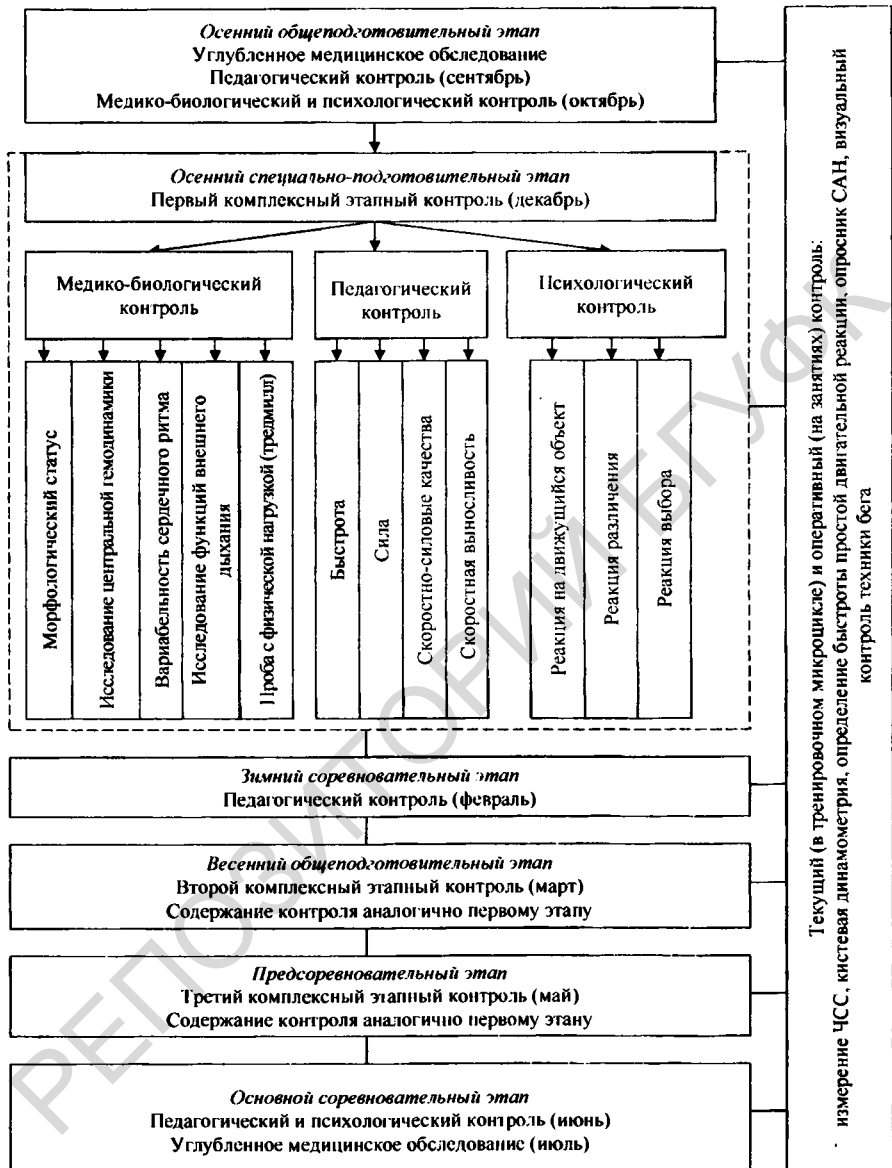 Осенний общеподготовительный этап
Углубленное медицинское обследование
Педагогический контроль (сентябрь)
Медико-биологический и психологический контроль (октябрь)
Осенний специально-подготовительный этап
Первый комплексный этапный контроль (декабрь)
Медико-биологический
контроль
Педагогический
контроль
Психологический
контроль
Морфологический статус
Исследование центральной гемодинамики
Вариабельность сердечного ритма
Исследование функций внешнего
дыхания
Проба с физической нагрузкой (тредмилл)
Быстрота
Сила
Скоростно-силовые качества
Скоростная выносливость
Реакция на движущийся объект
Реакция различения
Реакция выбора
Зимний соревновательный этап
Педагогический контроль (февраль)
Весенний общеподготовительный этап
Второй комплексный этапный контроль (март)
Содержание контроля аналогично первому этапу
Предсоревновательный этап
Третий комплексный этапный контроль (май)
Содержание контроля аналогично первому этапу
Основной соревновательный этап
Педагогический и психологический контроль (июнь)
Углубленное медицинское обследование (июль)
Текущий (в тренировочном микроцикле) и оперативный (на занятиях) контроль:
измерение ЧСС, кистевая динамометрия, определение быстроты простой двигательной реакции, опросник САН, визуальный
контроль техники бега
РЕПОЗИТОРИЙ БГУФК